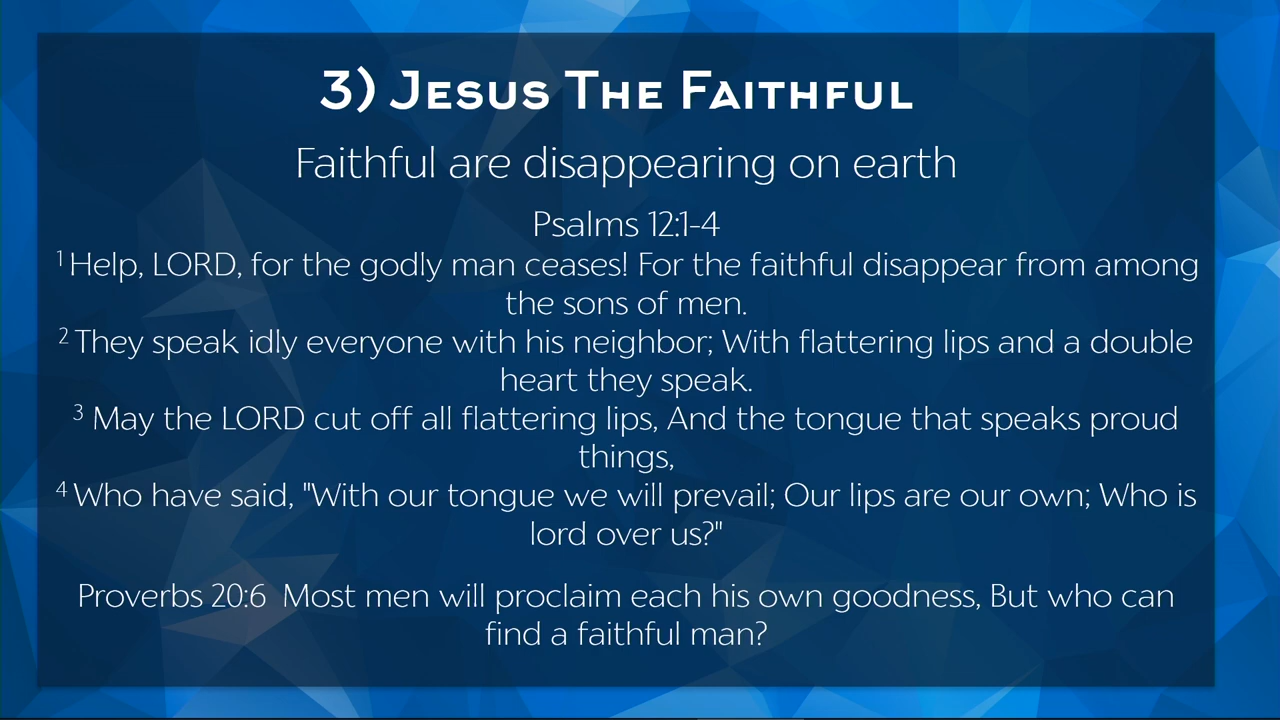 3) Jesus The Faithful
Faithful are disappearing on earth
Psalms 12:1-4
1 Help, LORD, for the godly man ceases! For the faithful disappear from among
the sons of men.
2 They speak idly everyone with his neighbor; With flattering lips and a double
heart they speak.
3 May the LORD cut off all flattering lips, And the tongue that speaks proud
things,
4 Who have said, "With our tongue we will prevail; Our lips are our own; Who is
lord over us?"
Proverbs 20:6 Most men will proclaim each his own goodness, But who can
find a faithful man?